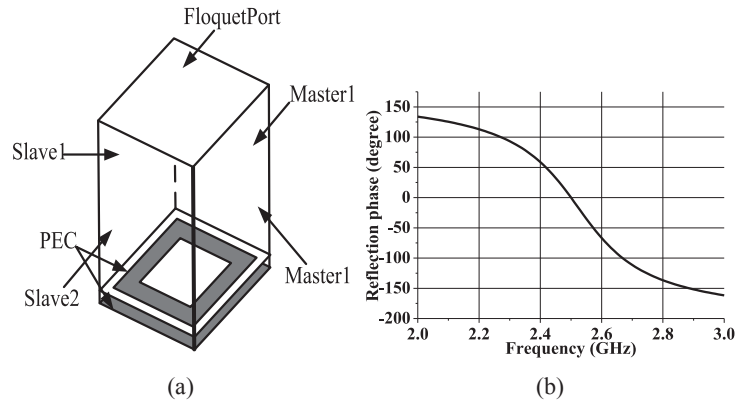 FloquetPort
Master1
Slave1
PEC
Master1
Slave2
(a)
Reflection phase (degree)
150
100
50
0
-50
-100
-150
-200
2.0 2.2 2.4 2.6 2.8 3.0
Frequency (GHz)
(b)